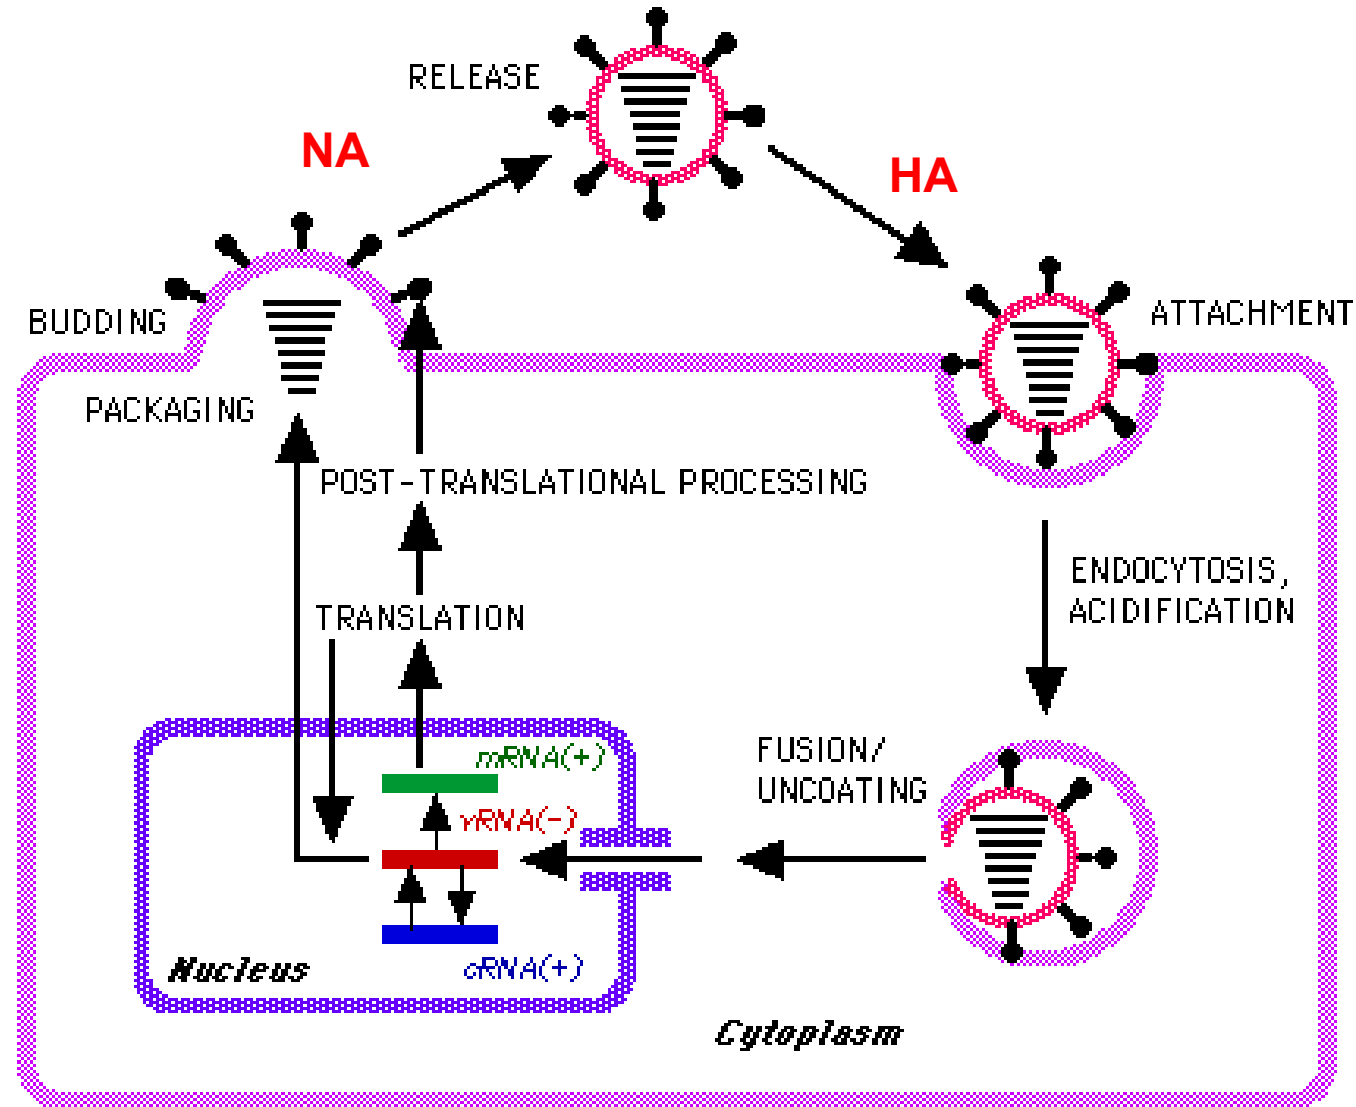 RELEASE
NA
HA
BUDDING
ATTACHMENT
PACKAGING
POST-TRANSLATIONAL PROCESSING
ENDOCYTOSIS,
ACIDIFICATION
TRANSLATION
mRNA(+)
FUSION/
UNCOATING
vRNA(-)
Nucleus
cRNA(+)
Cytoplasm